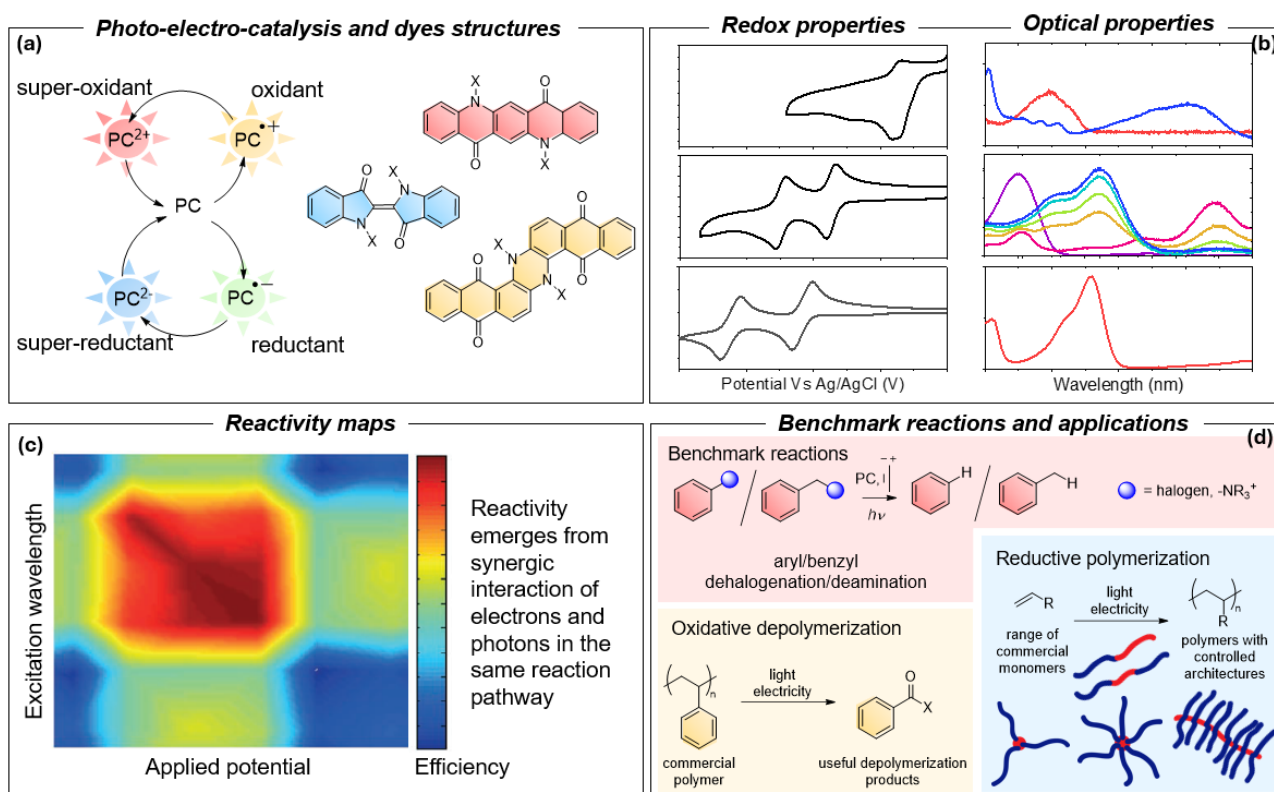 Photo-electro-catalysis and dyes structures
(a)
super-oxidant
oxidant
PC2+
PC•+
PC
PC2-
PC•−
super-reductant
reductant
X
O
N
O
N
X
O
X
N
N
X
O
O
X
N
O
O
N
X
O
Redox properties
Optical properties
(b)
Potential Vs Ag/AgCl (V)
Wavelength (nm)
Reactivity maps
(c)
Excitation wavelength
Applied potential
Efficiency
Reactivity
emerges from
synergic
interaction of
electrons and
photons in the
same reaction
pathway
Benchmark reactions and applications
(d)
Benchmark reactions
PC, − +
hν
H
H
= halogen, -NR3+
aryl/benzyl
dehalogenation/deamination
Oxidative depolymerization
n
light
electricity
O
X
commercial
polymer
useful depolymerization
products
Reductive polymerization
R
light
electricity
n
R
range of
commercial
monomers
polymers with
controlled
architectures